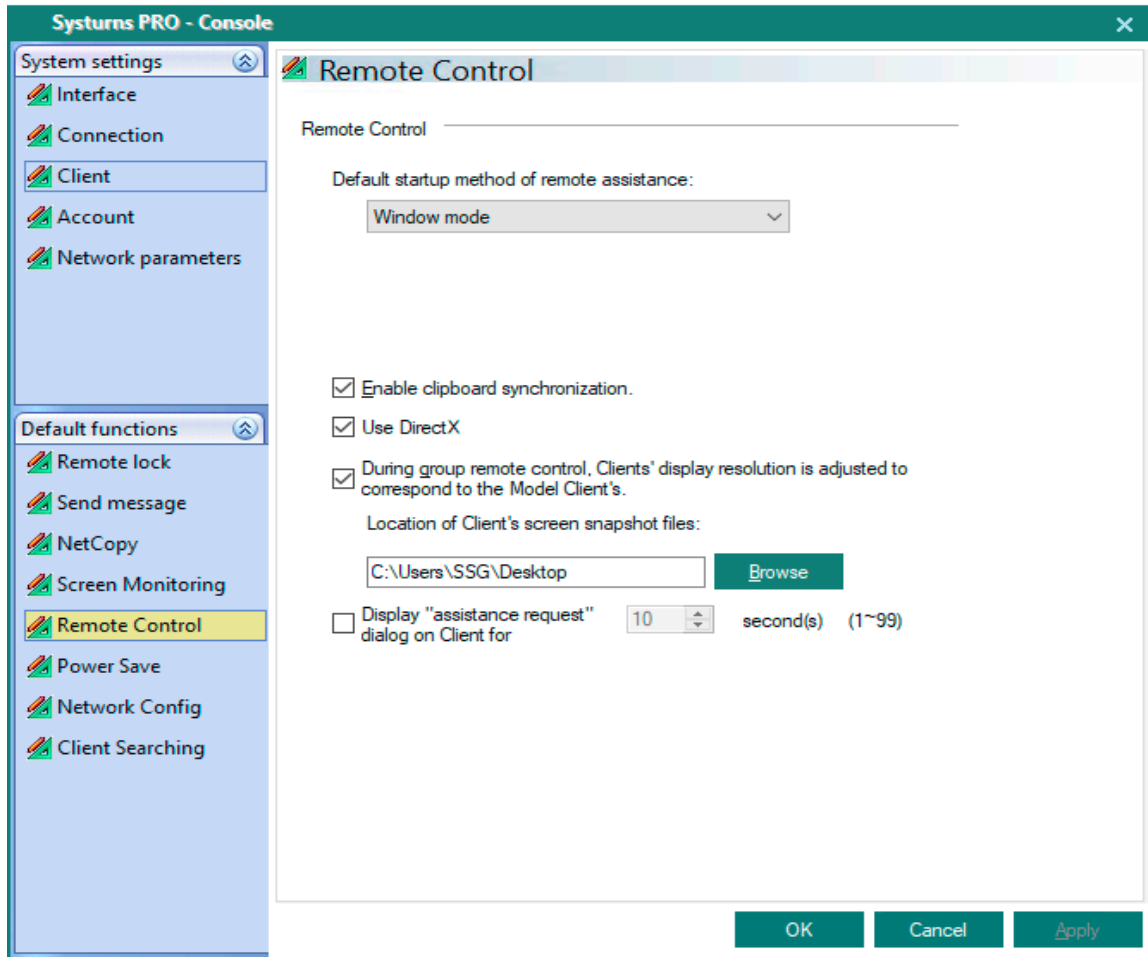 Systurns PRO - Console
System settings
Interface
Connection
Client
Account
Network parameters
Default functions
Remote lock
Send message
NetCopy
Screen Monitoring
Remote Control
Power Save
Network Config
Client Searching
Remote Control
Remote Control
Default startup method of remote assistance:
Window mode
Enable clipboard synchronization.
Use DirectX
During group remote control, Clients' display resolution is adjusted to
correspond to the Model Client's.
Location of Client's screen snapshot files:
C:\Users\SSG\Desktop
Browse
Display "assistance request"
dialog on Client for
10
second(s) (1~99)
OK
Cancel
Apply